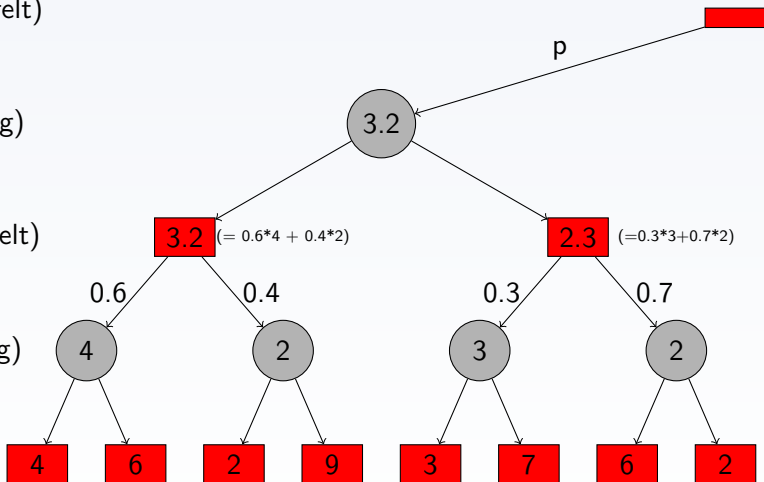 elt)
p
g)
3.2
elt)
3.2 (= 0.6*4 + 0.4*2)
2.3 (=0.3*3+0.7*2)
0.6 0.4 0.3 0.7
g)
4 2 3 2
4 6 2 9 3 7 6 2